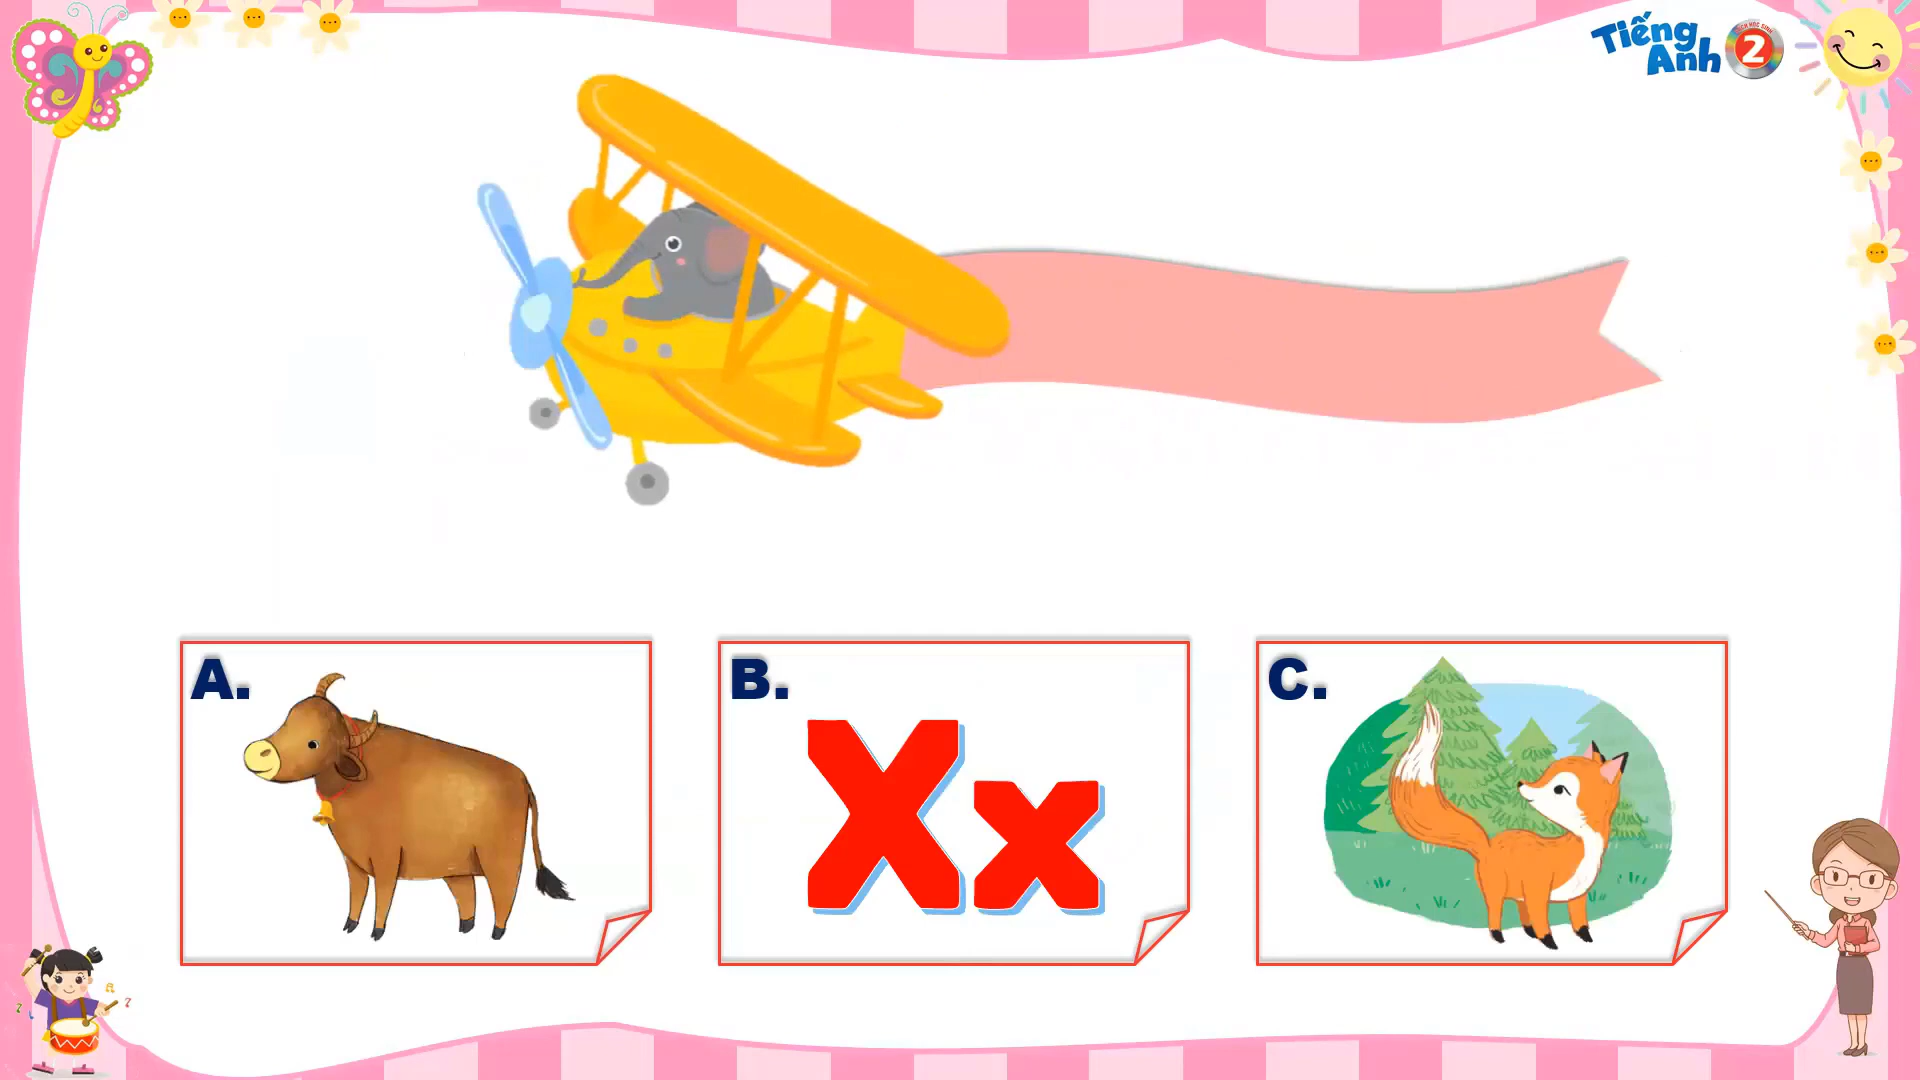 Tiếng
Anh 2
A.
B.
C.
Xx